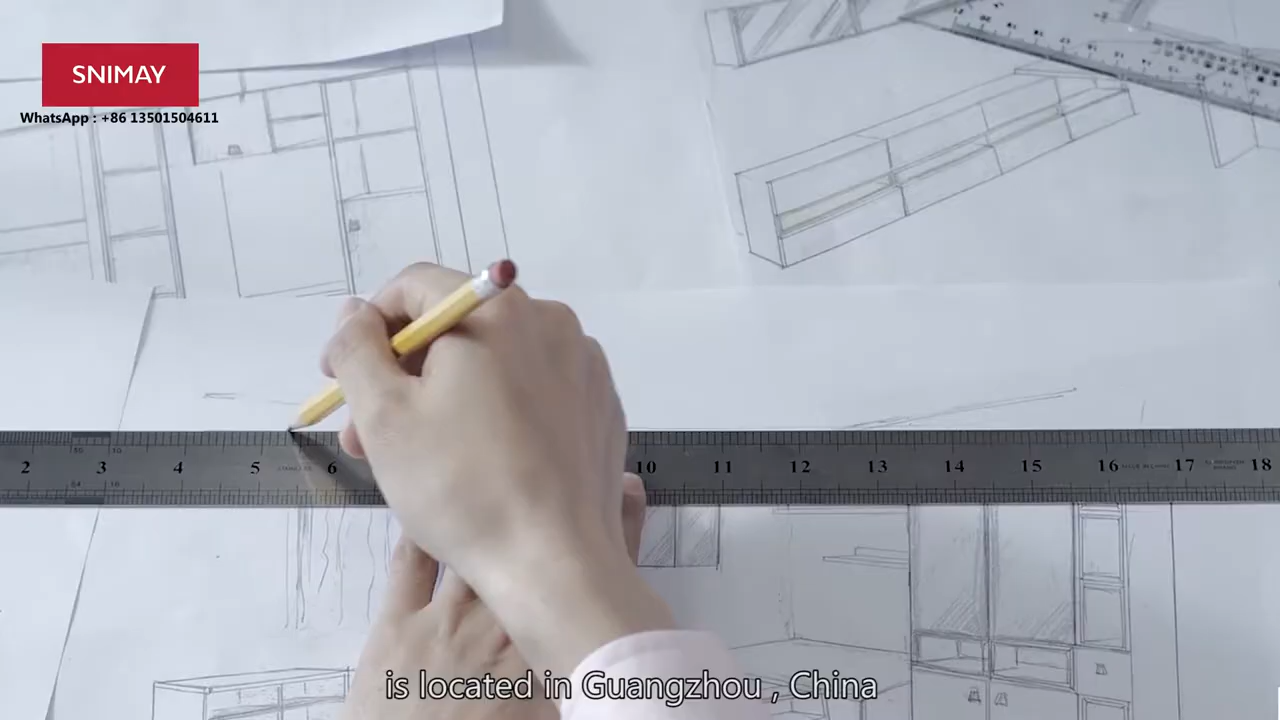 SNIMAY
WhatsApp : +86 13501504611
2 3 4 5 6 10 11 12 13 14 15 16 17 18
is located in Guangzhou , China